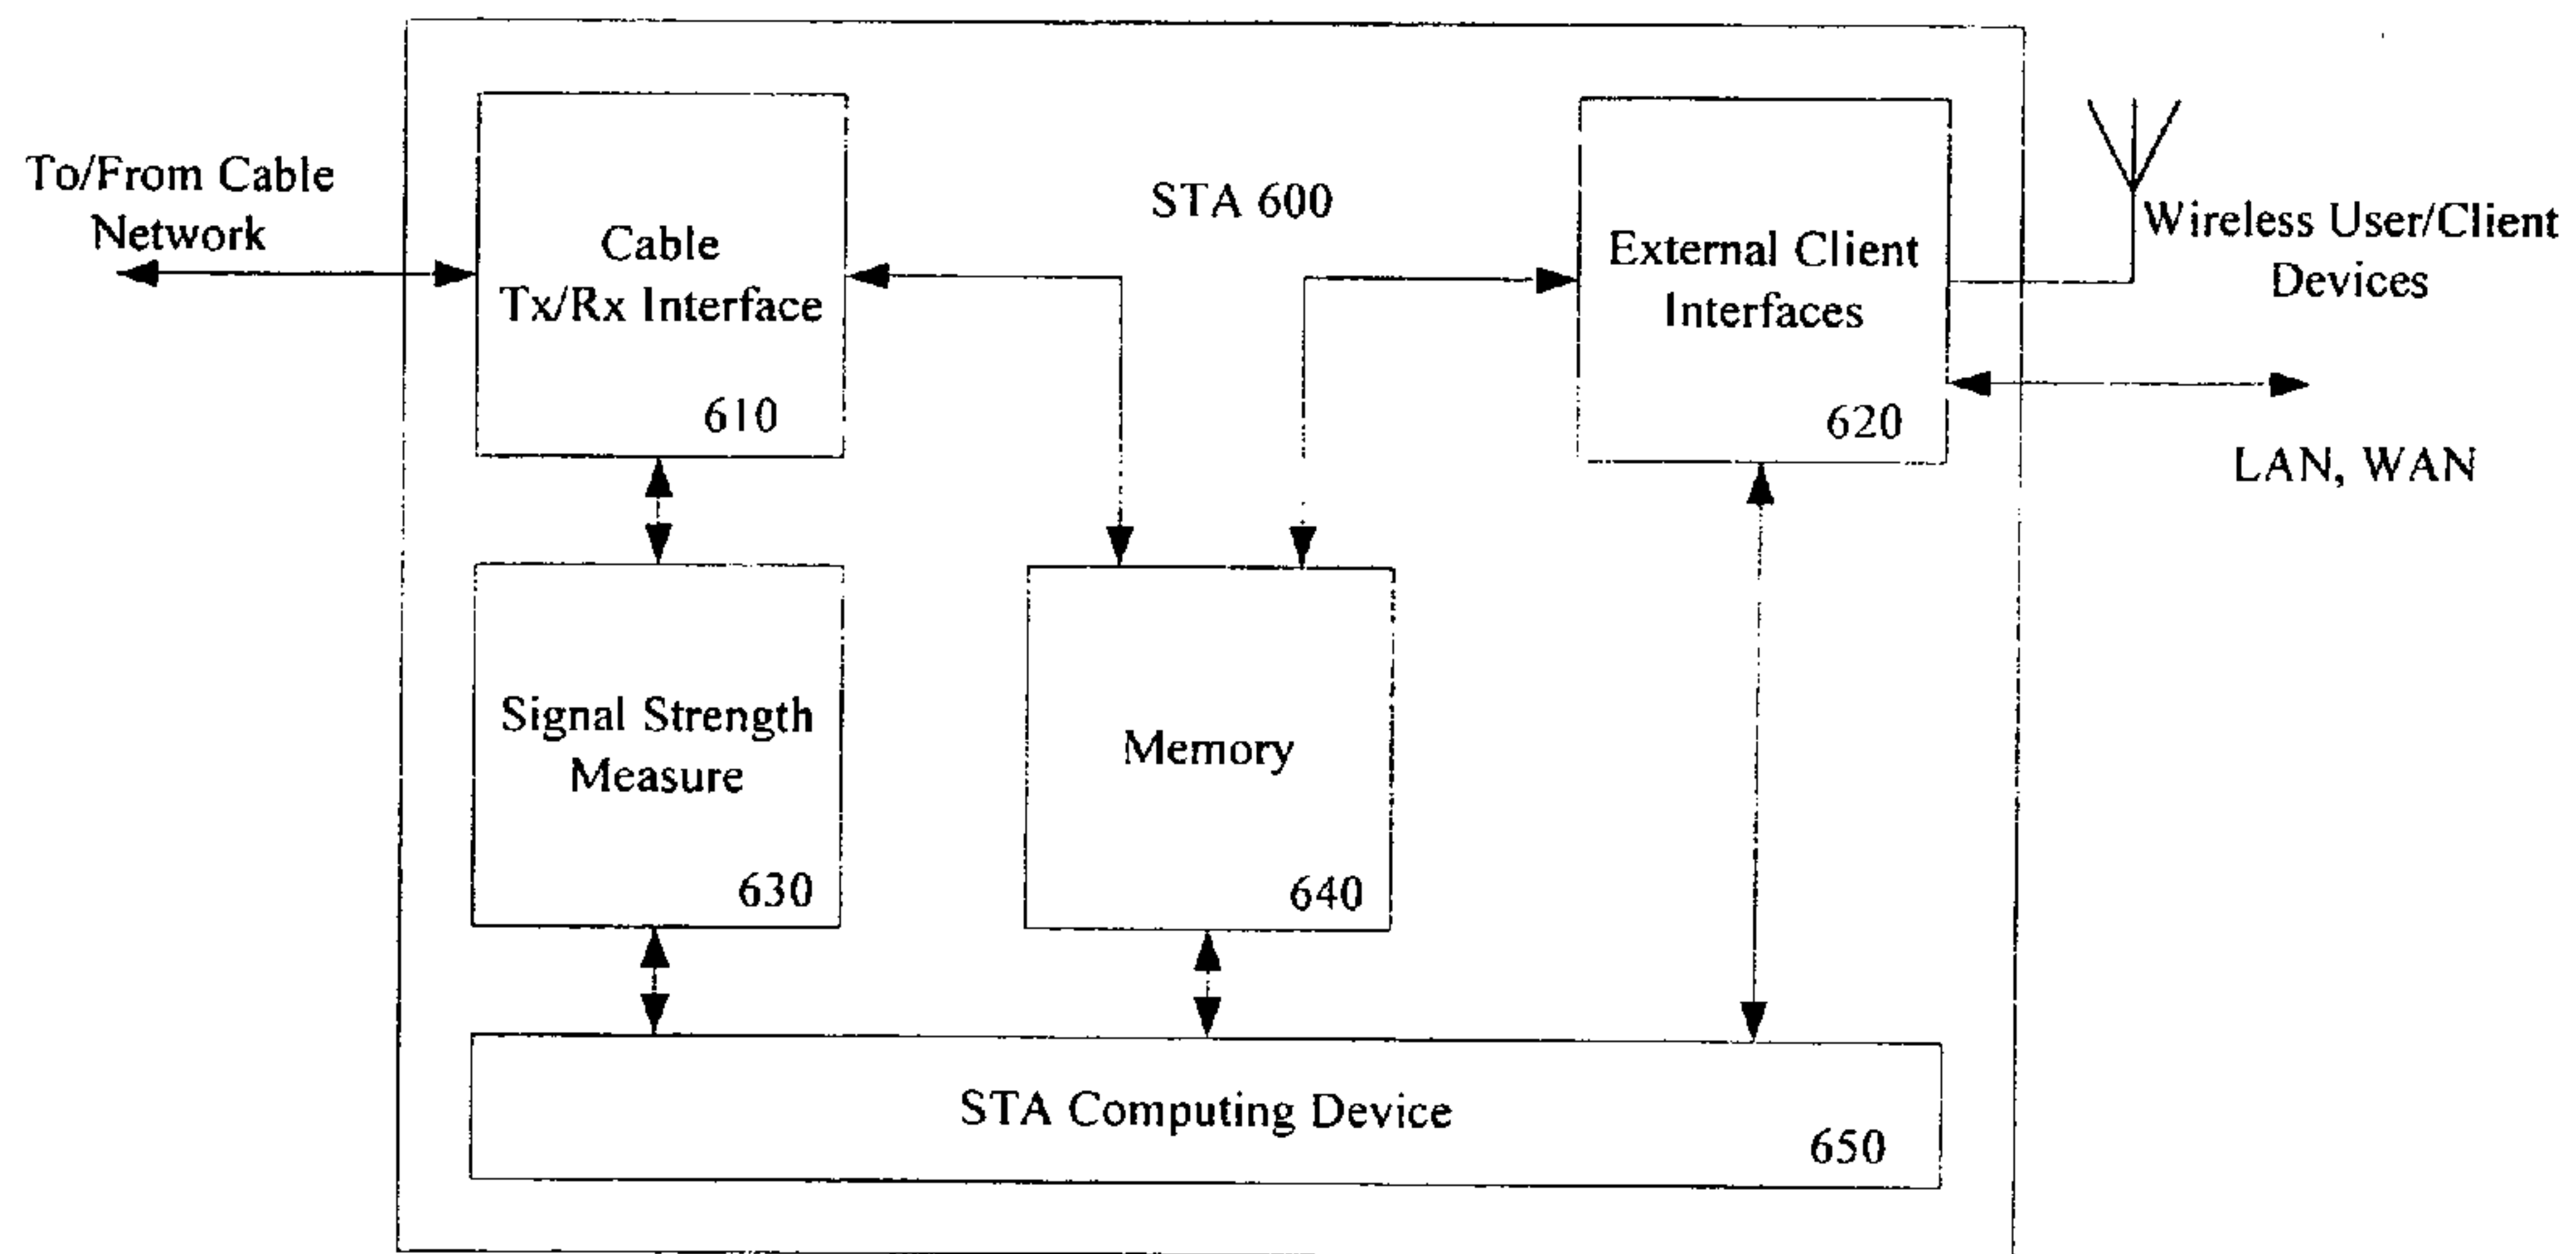 To/From Cable
Network
Cable
Tx/Rx Interface
610
STA 600
External Client
Interfaces
620
Wireless User/Client
Devices
LAN, WAN
Signal Strength
Measure
630
Memory
640
STA Computing Device
650